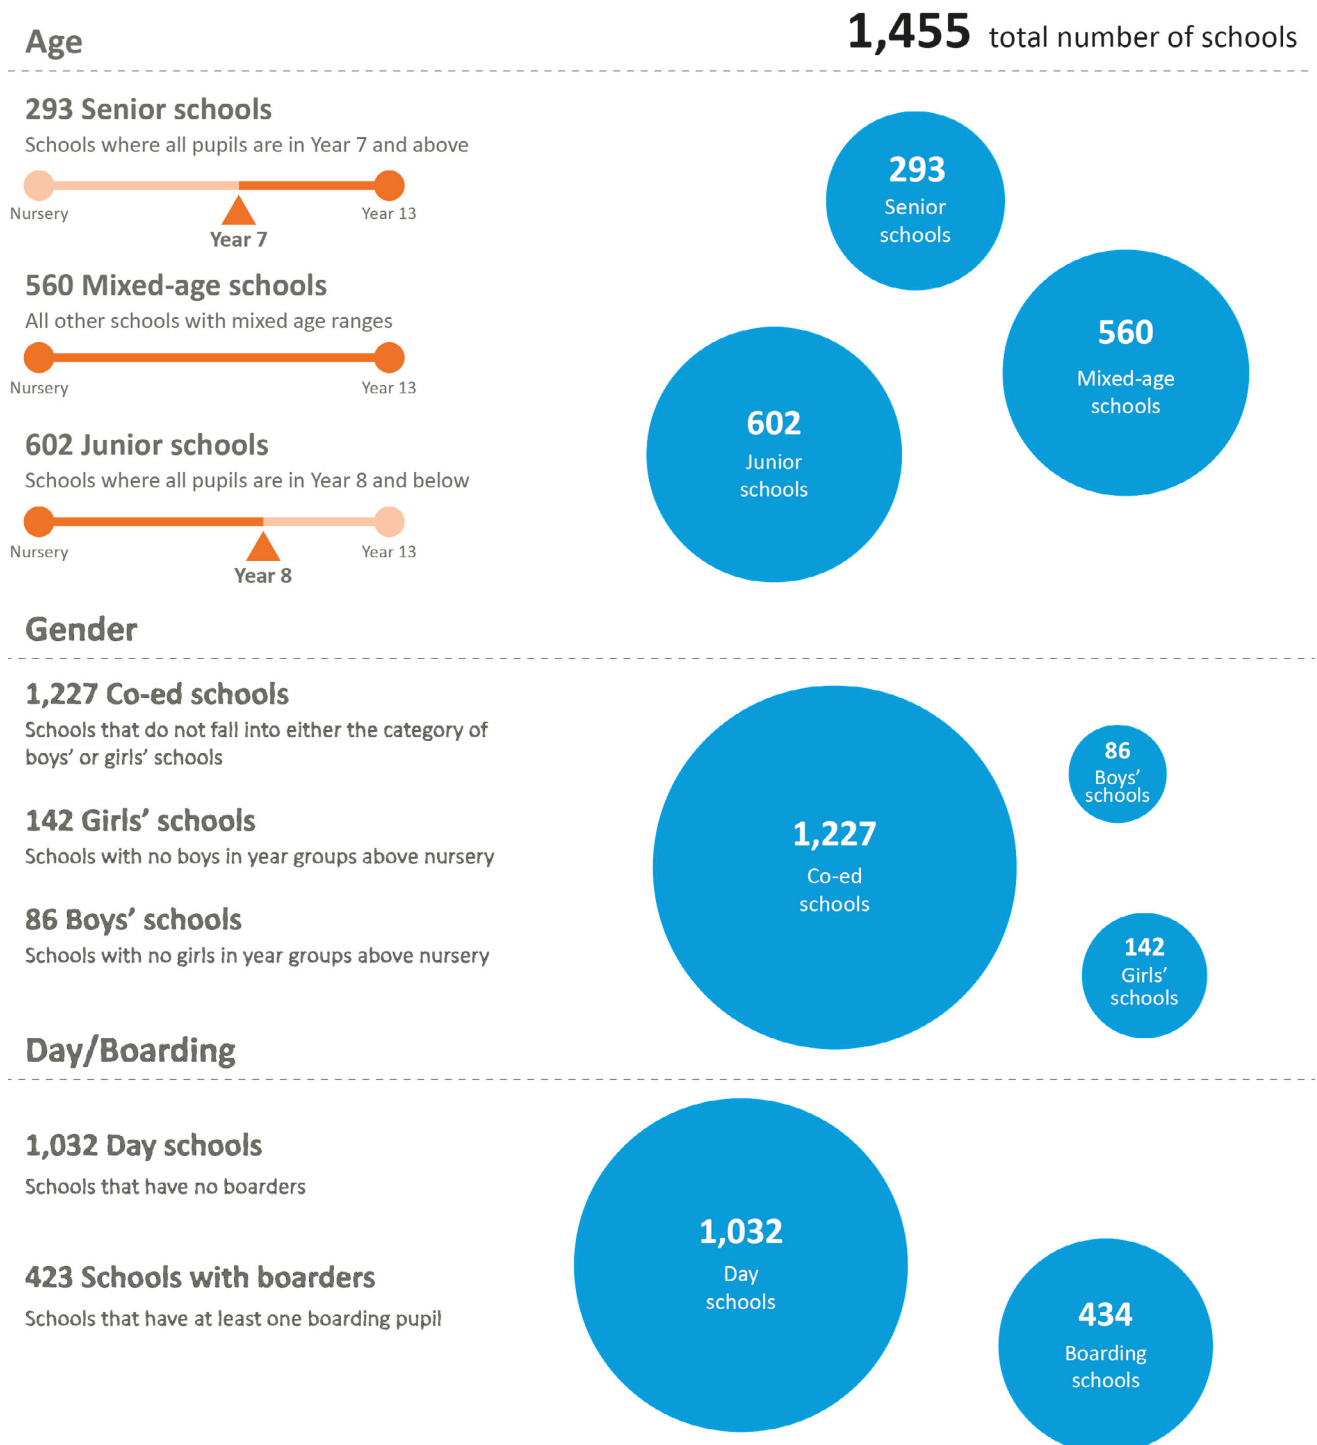 Age
1,455 total number of schools
293 Senior schools
Schools where all pupils are in Year 7 and above
Nursery
Year 13
Year 7
560 Mixed-age schools
All other schools with mixed age ranges
Nursery
Year 13
602 Junior schools
Schools where all pupils are in Year 8 and below
Nursery
Year 13
Year 8
293
Senior
schools
560
Mixed-age
schools
602
Junior
schools
Gender
1,227 Co-ed schools
Schools that do not fall into either the category of
boys’ or girls’ schools
142 Girls’ schools
Schools with no boys in year groups above nursery
86 Boys’ schools
Schools with no girls in year groups above nursery
1,227
Co-ed
schools
86
Boys’
schools
142
Girls’
schools
Day/Boarding
1,032 Day schools
Schools that have no boarders
423 Schools with boarders
Schools that have at least one boarding pupil
1,032
Day
schools
434
Boarding
schools